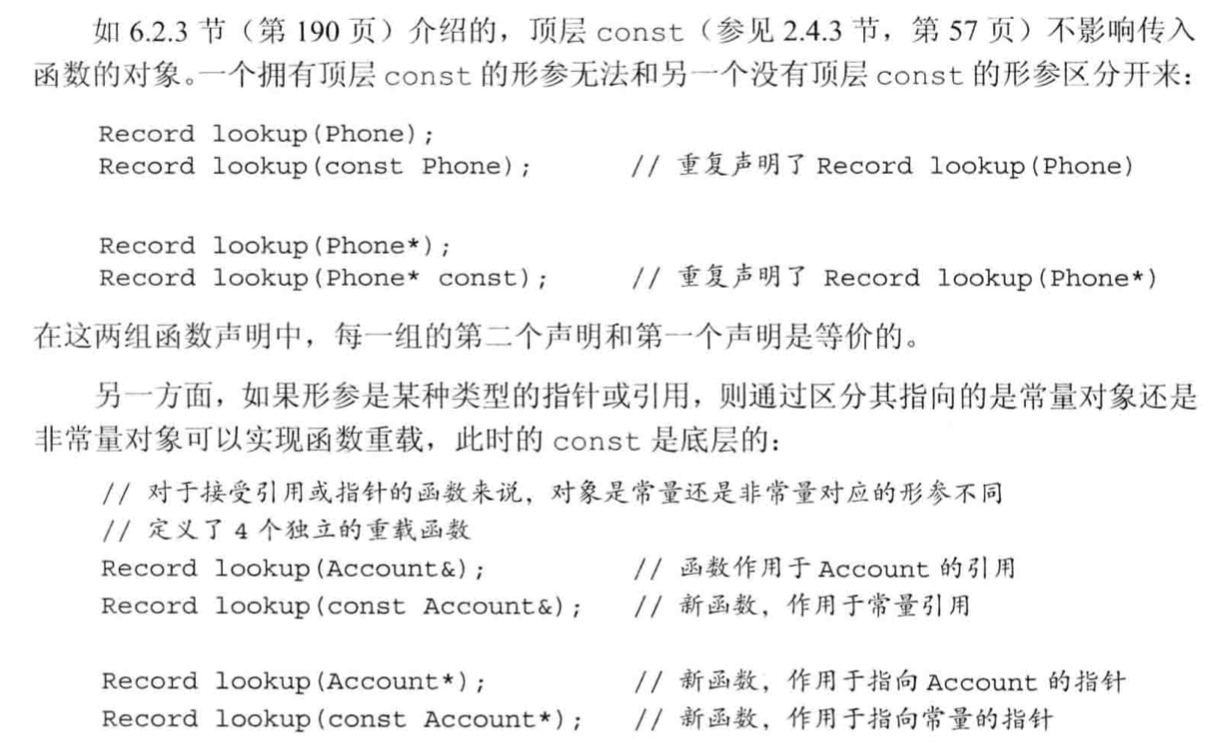 如 6.2.3 节（第 190 页）介绍的，顶层 const（参见 2.4.3 节，第 57 页）不影响传入
函数的对象。一个拥有顶层 const 的形参无法和另一个没有顶层 const 的形参区分开来：
Record lookup(Phone);
Record lookup(const Phone); // 重复声明了 Record lookup(Phone)
Record lookup(Phone*);
Record lookup(Phone* const); // 重复声明了 Record lookup(Phone*)
在这两组函数声明中，每一组的第二个声明和第一个声明是等价的。
另一方面，如果形参是某种类型的指针或引用，则通过区分其指向的是常量对象还是
非常量对象可以实现函数重载，此时的 const 是底层的：
// 对于接受引用或指针的函数来说，对象是常量还是非常量对应的形参不同
// 定义了 4 个独立的重载函数
Record lookup(Account&); // 函数作用于 Account 的引用
Record lookup(const Account&); // 新函数，作用于常量引用
Record lookup(Account*); // 新函数，作用于指向 Account 的指针
Record lookup(const Account*); // 新函数，作用于指向常量的指针